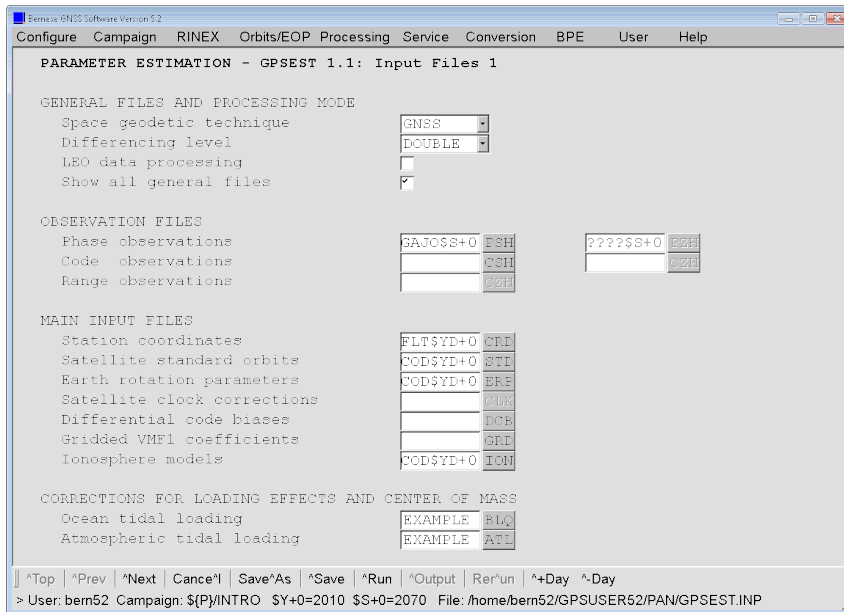 Bernese GNSS Software Version 5.2
Configure Campaign RINEX Orbits/EOP Processing Service Conversion BPE User Help
PARAMETER ESTIMATION - GPSEST 1.1: Input Files 1
GENERAL FILES AND PROCESSING MODE
Space geodetic technique GNSS
Differencing level DOUBLE
LEO data processing
Show all general files
OBSERVATION FILES
Phase observations GAJO$S+0 PSH ????$S+0 PZH
Code observations CSH CZH
Range observations CZH
MAIN INPUT FILES
Station coordinates FLT$YD+0 CRD
Satellite standard orbits COD$YD+0 STD
Earth rotation parameters COD$YD+0 ERP
Satellite clock corrections CLK
Differential code biases DCB
Gridded VMF1 coefficients GRD
Ionosphere models COD$YD+0 ION
CORRECTIONS FOR LOADING EFFECTS AND CENTER OF MASS
Ocean tidal loading EXAMPLE BLQ
Atmospheric tidal loading EXAMPLE ATL
^Top ^Prev ^Next Cance^l Save^As ^Save ^Run ^Output Rer^un ^+Day ^-Day
> User: bern52 Campaign: ${P}/INTRO $Y+0=2010 $S+0=2070 File: /home/bern52/GPSUSER52/PAN/GPSEST.INP